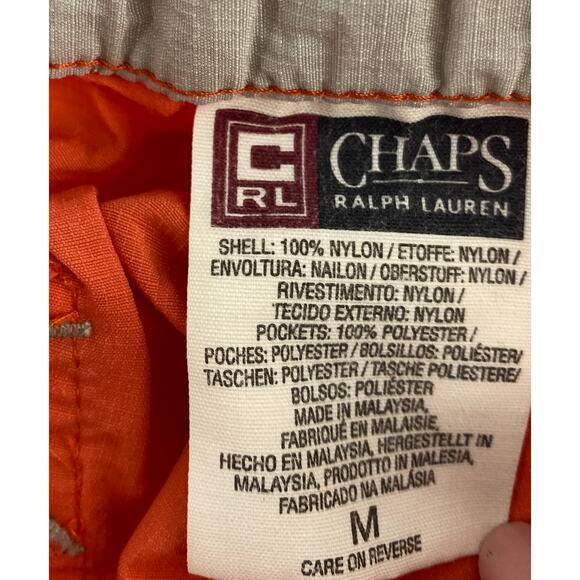 C
RL
CHAPS
RALPH LAUREN
SHELL: 100% NYLON / ETOFFE: NYLON /
ENVOLTURA: NAILON / OBERSTUFF: NYLON /
RIVESTIMENTO: NYLON /
TECIDO EXTERNO: NYLON
POCKETS: 100% POLYESTER /
POCHES: POLYESTER / BOLSILLOS: POLIÉSTER /
TASCHEN: POLYESTER / TASCHE POLIESTERE/
BOLSOS: POLIÉSTER
MADE IN MALAYSIA,
FABRIQUÉ EN MALAISIE,
HECHO EN MALAYSIA, HERGESTELLT IN
MALAYSIA, PRODOTTO IN MALESIA,
FABRICADO NA MALÁSIA
M
CARE ON REVERSE